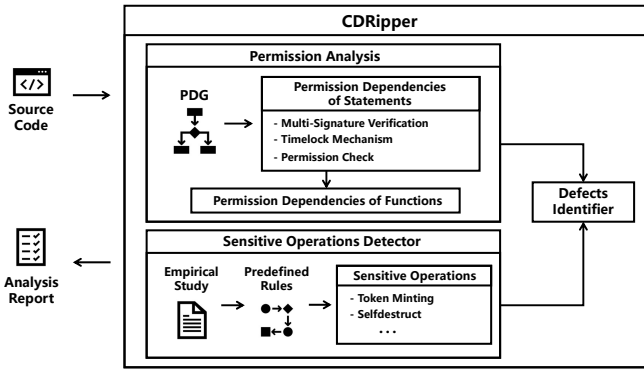 CDRipper
Permission Analysis
</>
Source
Code
PDG
Permission Dependencies
of Statements
- Multi-Signature Verification
- Timelock Mechanism
- Permission Check
Permission Dependencies of Functions
Defects
Identifier
Sensitive Operations Detector
Analysis
Report
Empirical
Study
Predefined
Rules
Sensitive Operations
- Token Minting
- Selfdestruct
...